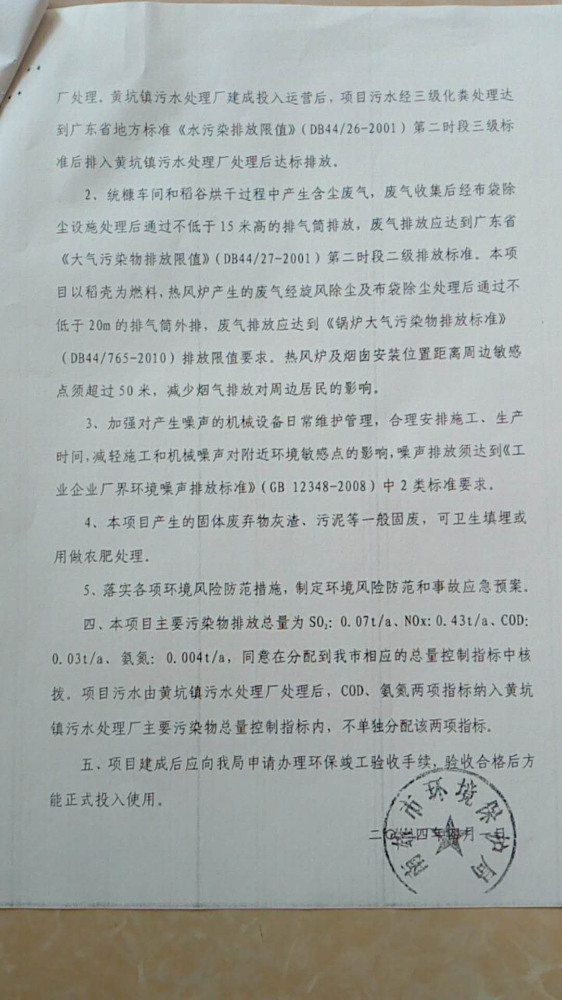 厂处理。黄坑镇污水处理厂建成投入运营后，项目污水经三级化粪处理达
到广东省地方标准《水污染排放限值》（DB44/26-2001）第二时段三级标
准后排入黄坑镇污水处理厂处理后达标排放。
2、统糠车间和稻谷烘干过程中产生含尘废气，废气收集后经布袋除
尘设施处理后通过不低于15米高的排气筒排放，废气排放应达到广东省
《大气污染物排放限值》（DB44/27-2001）第二时段二级排放标准。本项
目以稻壳为燃料，热风炉产生的废气经旋风除尘及布袋除尘处理后通过不
低于20m的排气筒外排，废气排放应达到《锅炉大气污染物排放标准》
（DB44/765-2010）排放限值要求。热风炉及烟囱安装位置距离周边敏感
点须超过50米，减少烟气排放对周边居民的影响。
3、加强对产生噪声的机械设备日常维护管理，合理安排施工、生产
时间，减轻施工和机械噪声对附近环境敏感点的影响，噪声排放须达到《工
业企业厂界环境噪声排放标准》（GB 12348-2008）中2类标准要求。
4、本项目产生的固体废弃物灰渣、污泥等一般固废，可卫生填埋或
用做农肥处理。
5、落实各项环境风险防范措施，制定环境风险防范和事故应急预案。
四、本项目主要污染物排放总量为SO₂：0.07t/a、NOx：0.43t/a、COD：
0.03t/a、氨氮：0.004t/a，同意在分配到我市相应的总量控制指标中核
拨。项目污水由黄坑镇污水处理厂处理后，COD、氨氮两项指标纳入黄坑
镇污水处理厂主要污染物总量控制指标内，不单独分配该两项指标。
五、项目建成后应向我局申请办理环保竣工验收手续，验收合格后方
能正式投入使用。
南雄市环境保护局
二〇一四年四月一日